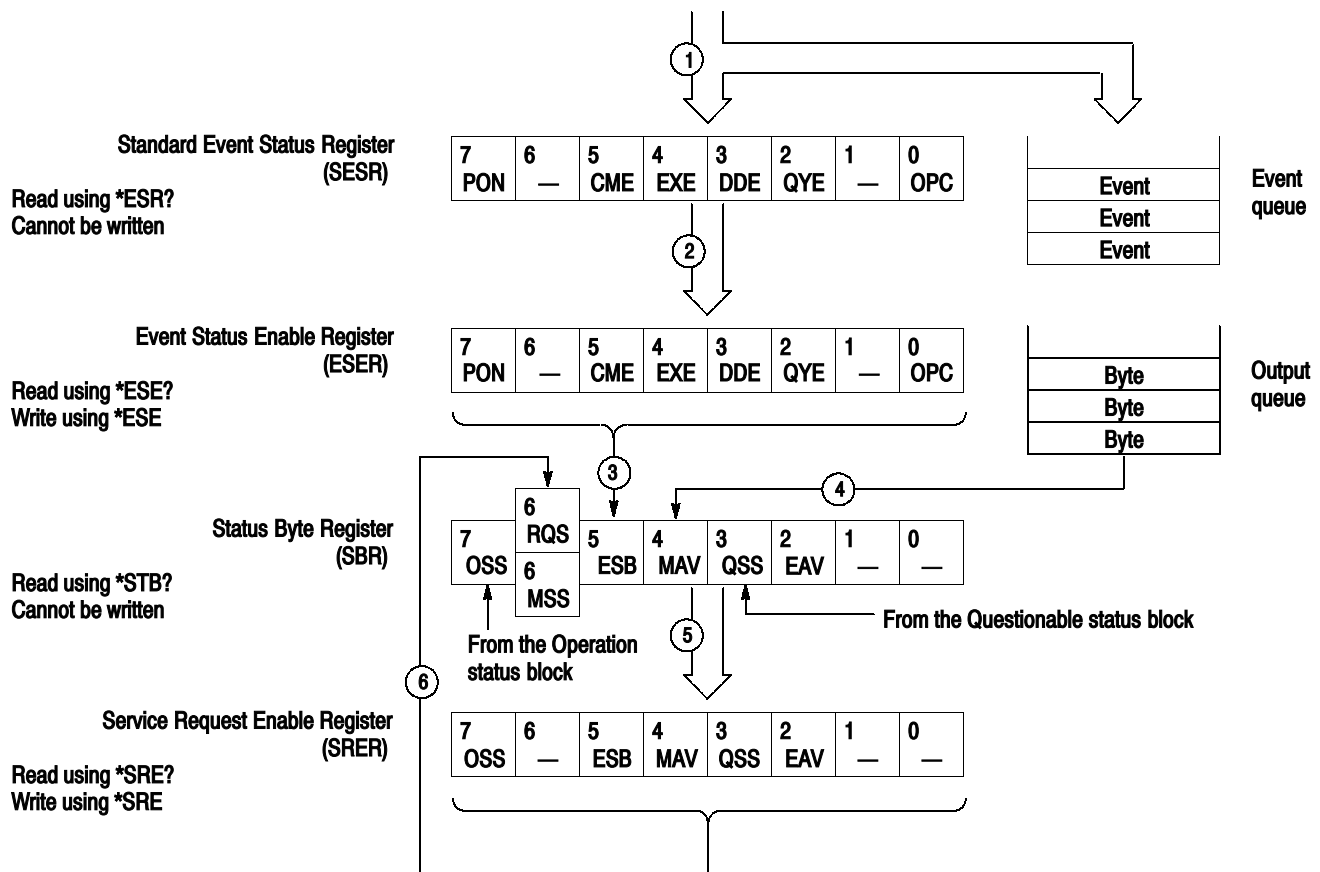 1
Standard Event Status Register
(SESR)
Read using *ESR?
Cannot be written
7 6 5 4 3 2 1 0
PON — CME EXE DDE QYE — OPC
Event
Event
Event
Event
queue
2
Event Status Enable Register
(ESER)
Read using *ESE?
Write using *ESE
7 6 5 4 3 2 1 0
PON — CME EXE DDE QYE — OPC
Byte
Byte
Byte
Output
queue
3
4
Status Byte Register
(SBR)
Read using *STB?
Cannot be written
6
RQS
7 5 4 3 2 1 0
OSS ESB MAV QSS EAV — —
6
MSS
From the Operation
status block
5
From the Questionable status block
6
Service Request Enable Register
(SRER)
Read using *SRE?
Write using *SRE
7 6 5 4 3 2 1 0
OSS — ESB MAV QSS EAV — —